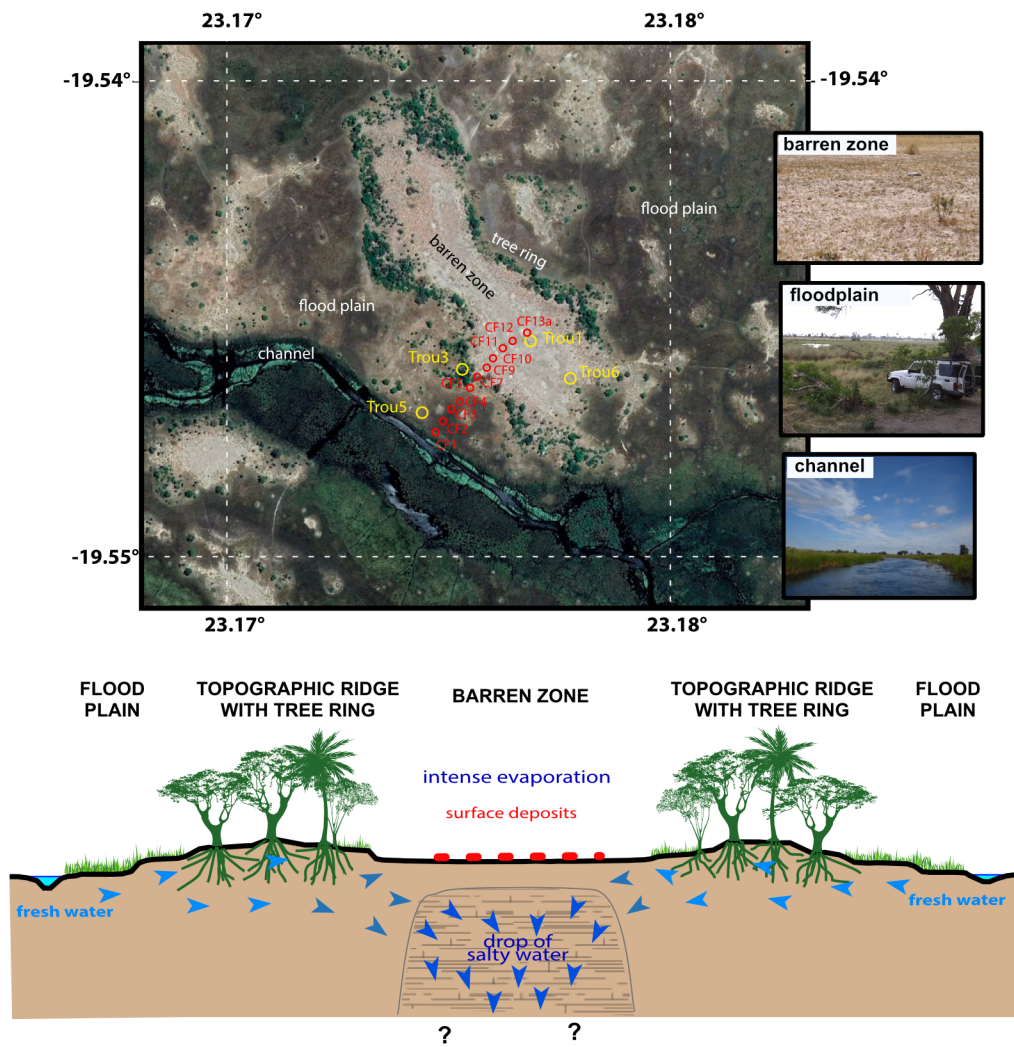 23.17°
23.18°
-19.54°
-19.54°
barren zone
flood plain
tree ring
barren zone
flood plain
floodplain
channel
CF13a
CF12
Trou1
CF11
CF10
Trou3
CF9
Trou6
CF7
CF4
Trou5
CF3
CF2
CF1
channel
-19.55°
-19.55°
23.17°
23.18°
FLOOD
PLAIN
TOPOGRAPHIC RIDGE
WITH TREE RING
BARREN ZONE
TOPOGRAPHIC RIDGE
WITH TREE RING
FLOOD
PLAIN
intense evaporation
surface deposits
fresh water
fresh water
drop of
salty water
?
?